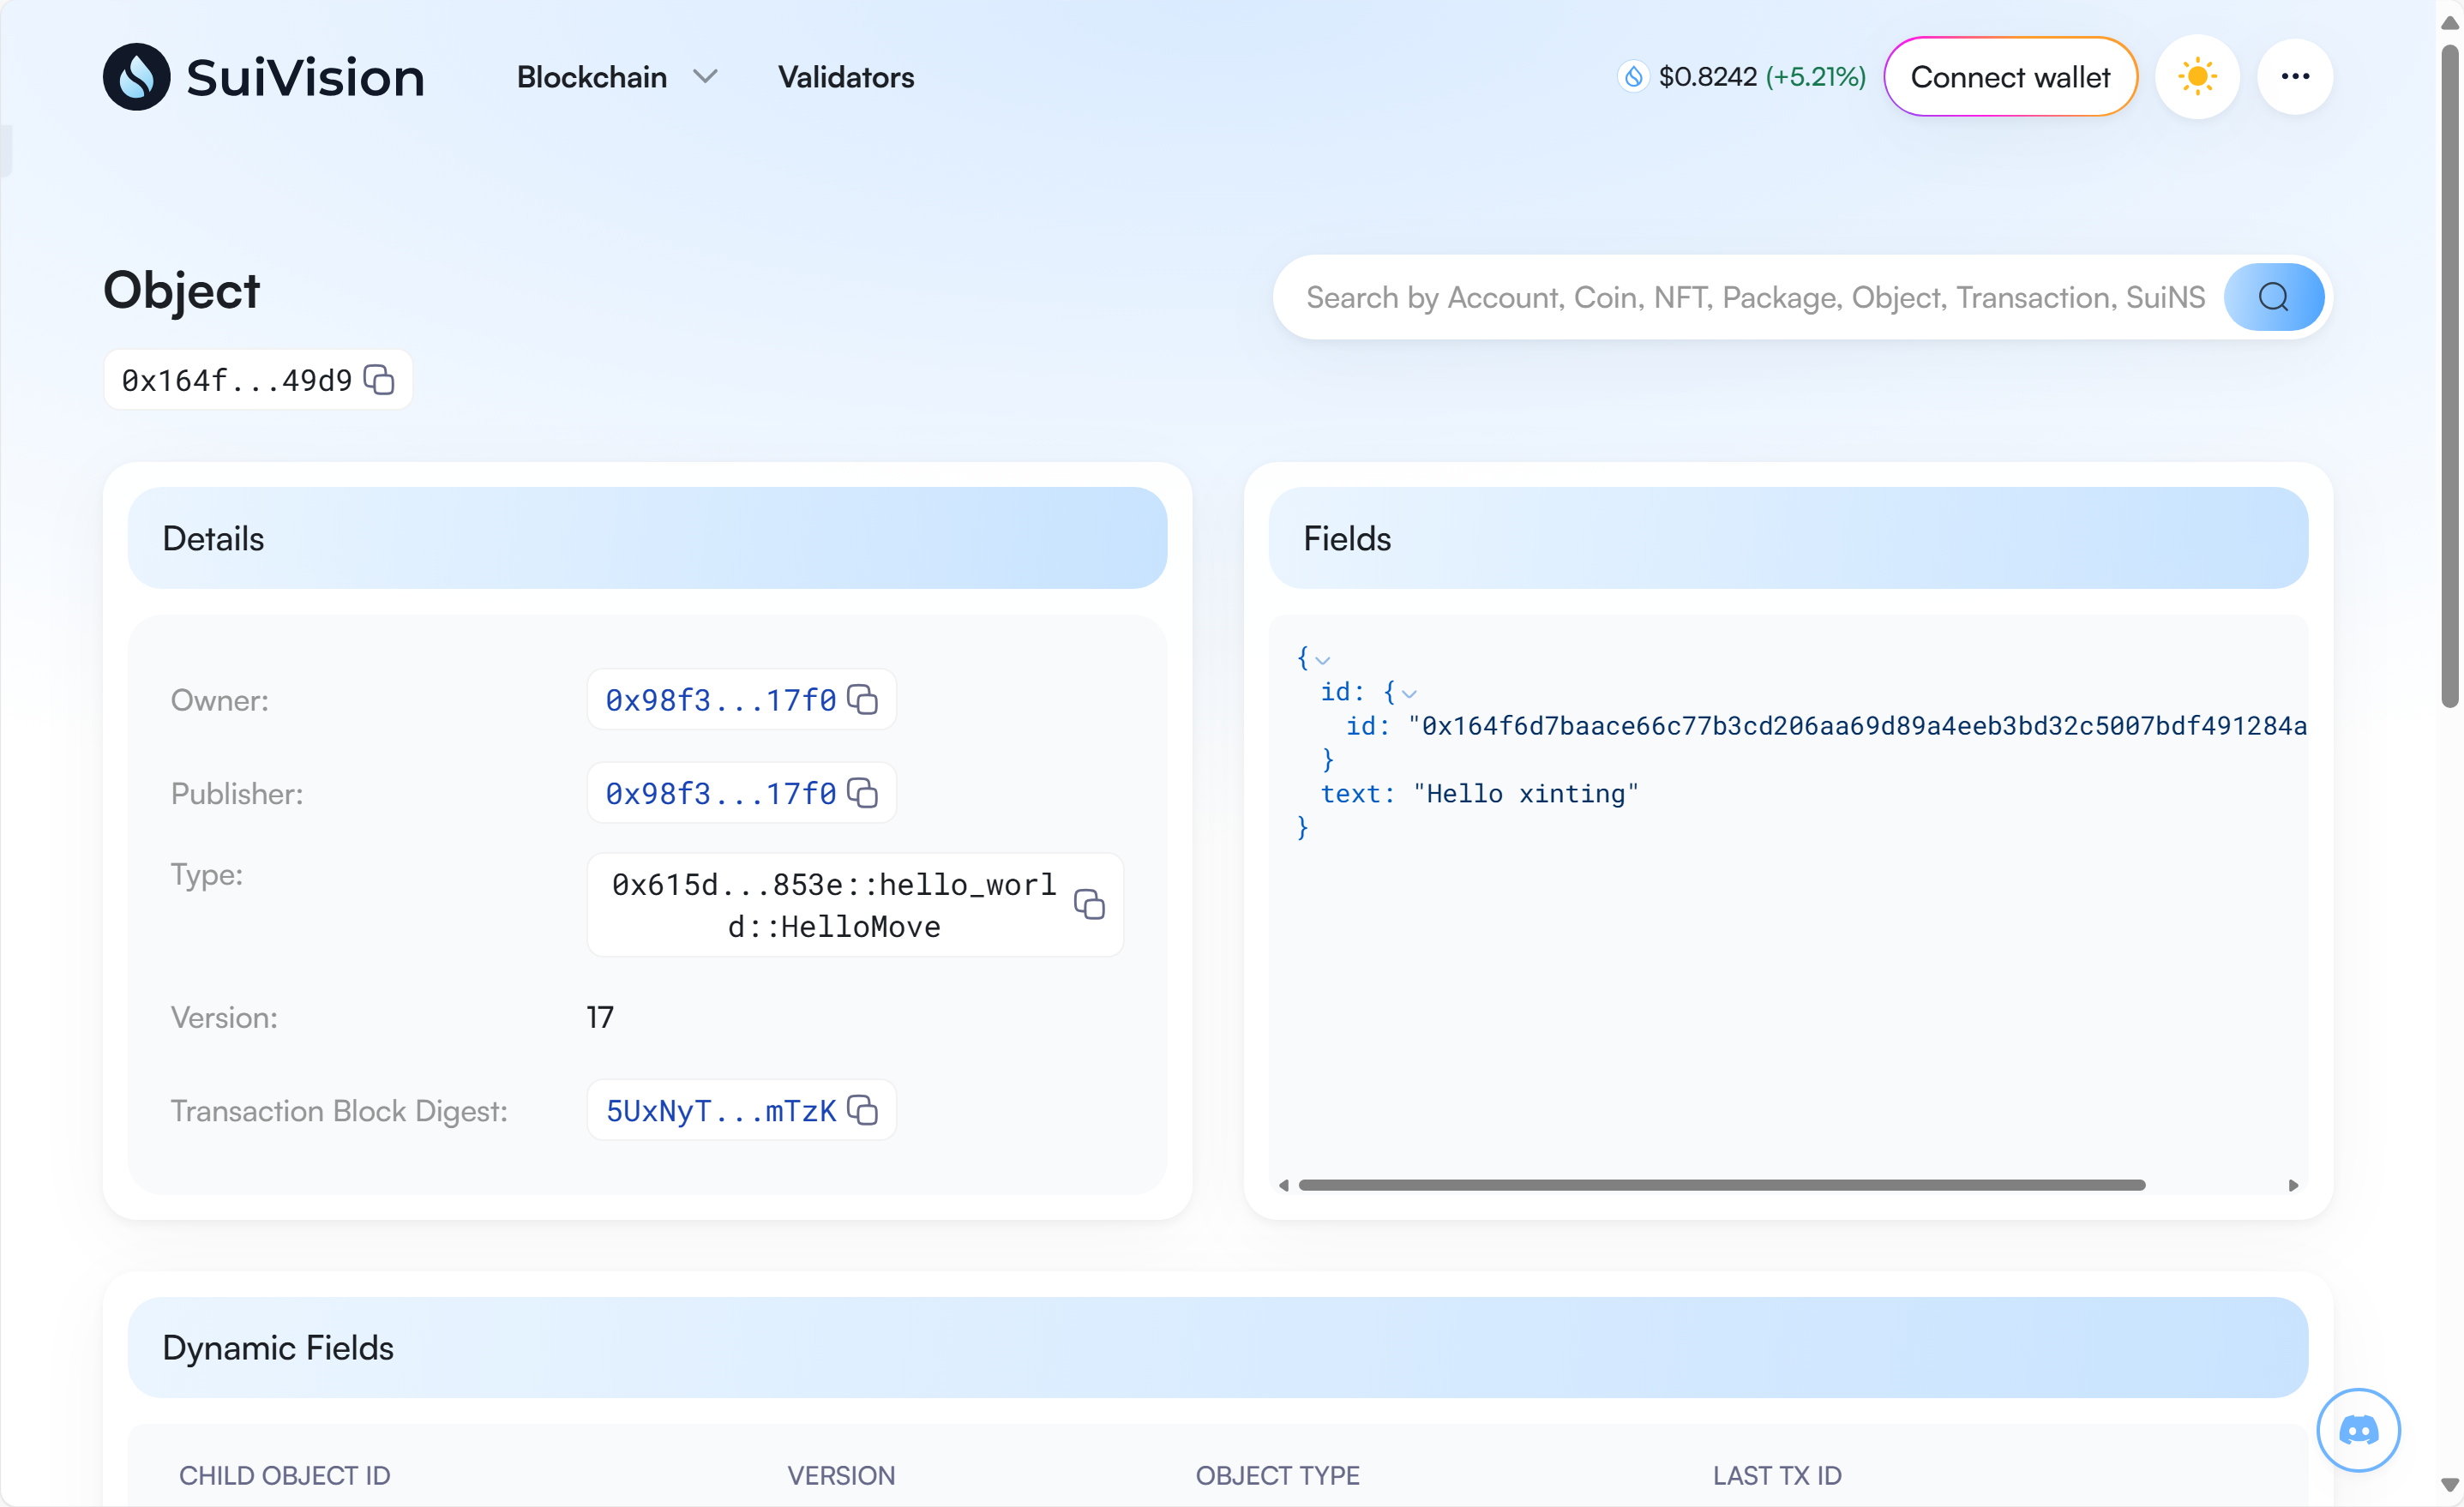 SuiVision
Blockchain
Validators
$0.8242 (+5.21%)
Connect wallet
Object
Search by Account, Coin, NFT, Package, Object, Transaction, SuiNS
0x164f...49d9
Details
Owner:
0x98f3...17f0
Publisher:
0x98f3...17f0
Type:
0x615d...853e::hello_worl
d::HelloMove
Version:
17
Transaction Block Digest:
5UxNyT...mTzK
Fields
{
id: {
id: "0x164f6d7baace66c77b3cd206aa69d89a4eeb3bd32c5007bdf491284a
}
text: "Hello xinting"
}
Dynamic Fields
CHILD OBJECT ID
VERSION
OBJECT TYPE
LAST TX ID